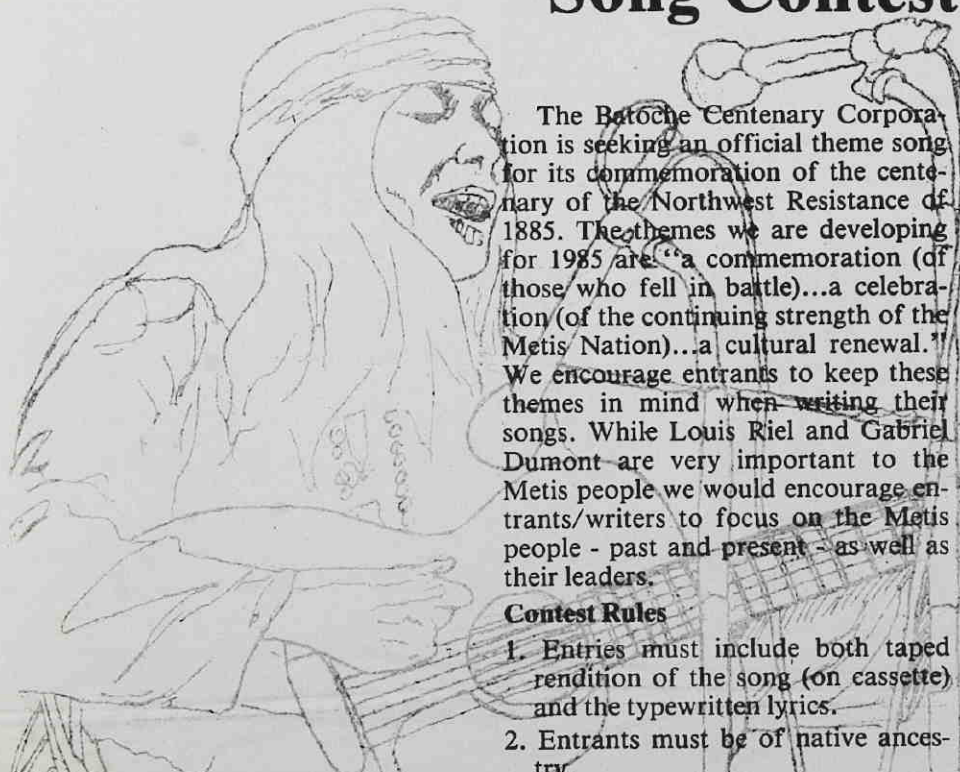 Song Contest
The Batoche Centenary Corpora-
tion is seeking an official theme song
for its commemoration of the cente-
nary of the Northwest Resistance of
1885. The themes we are developing
for 1985 are "a commemoration (of
those who fell in battle)...a celebra-
tion (of the continuing strength of the
Metis Nation)...a cultural renewal."
We encourage entrants to keep these
themes in mind when writing their
songs. While Louis Riel and Gabriel
Dumont are very important to the
Metis people we would encourage en-
trants/writers to focus on the Metis
people - past and present - as well as
their leaders.
Contest Rules
1. Entries must include both taped
rendition of the song (on cassette)
and the typewritten lyrics.
2. Entrants must be of native ances-
try